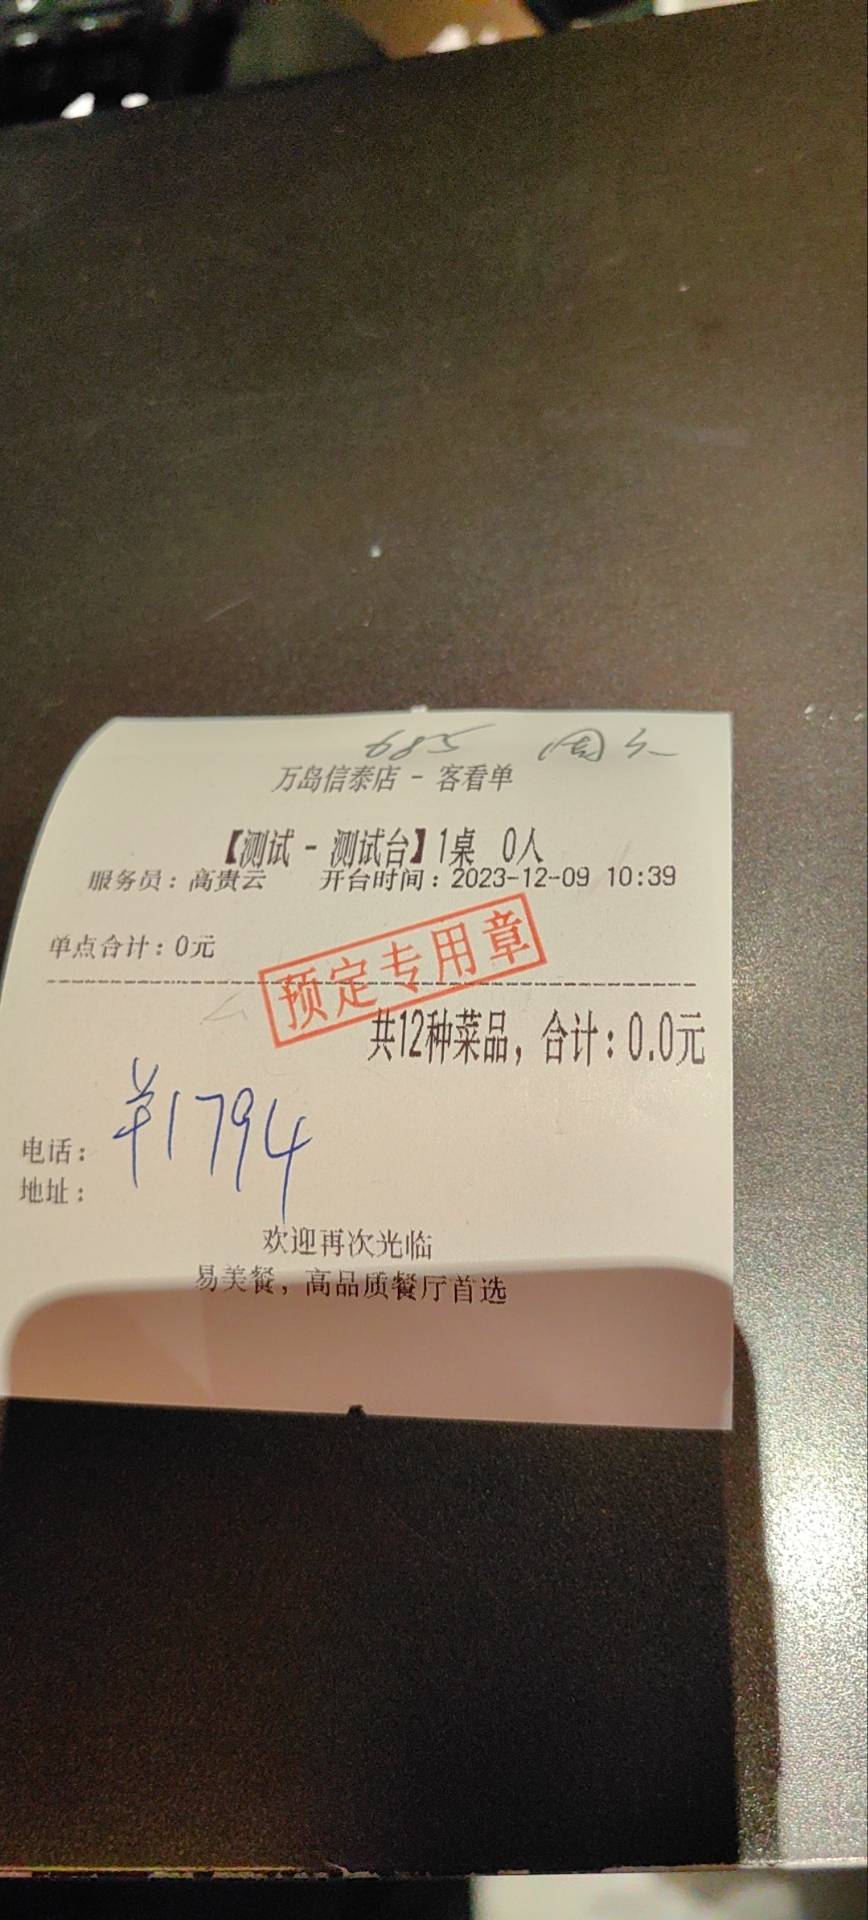 685
万岛信泰店 - 客看单
【测试 - 测试台】1桌 0人
服务员：高贵云 开台时间：2023-12-09 10:39
单点合计：0元
预定专用章
共12种菜品，合计：0.0元
¥1794
电话：
地址：
欢迎再次光临
易美餐，高品质餐厅首选